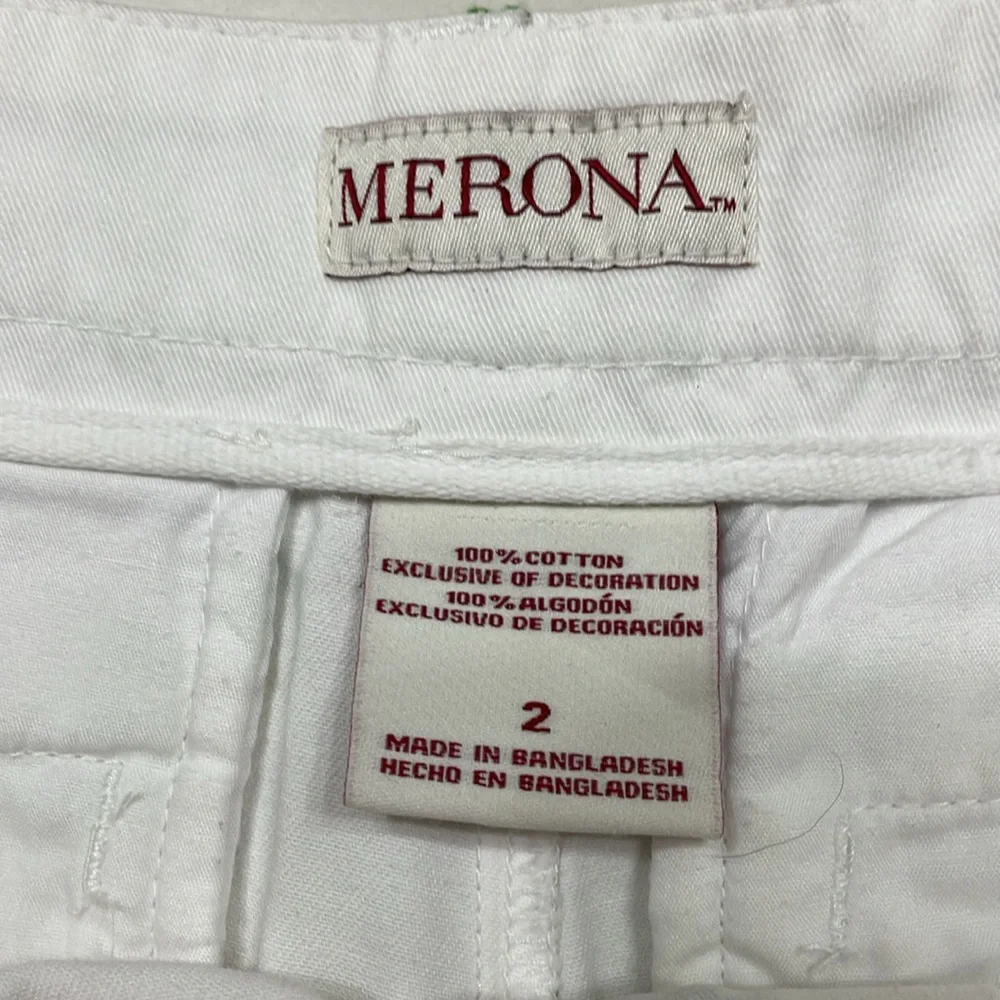 MERONA™
100% COTTON
EXCLUSIVE OF DECORATION
100% ALGODÓN
EXCLUSIVO DE DECORACIÓN
2
MADE IN BANGLADESH
HECHO EN BANGLADESH